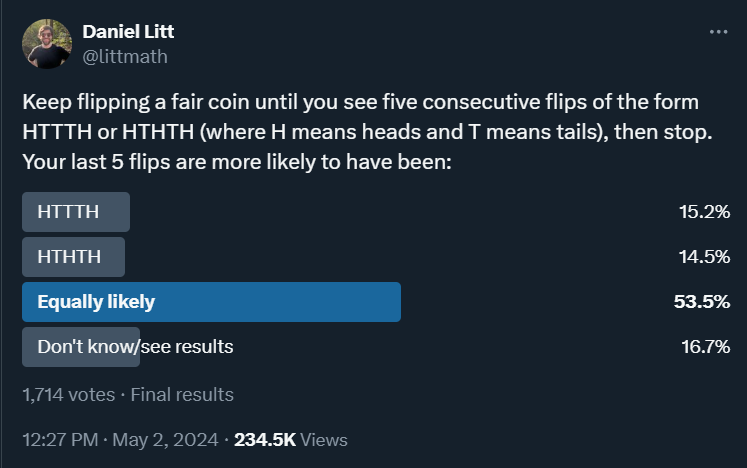 Daniel Litt
@littmath
Keep flipping a fair coin until you see five consecutive flips of the form
HTTTH or HTHTH (where H means heads and T means tails), then stop.
Your last 5 flips are more likely to have been:
HTTTH 15.2%
HTHTH 14.5%
Equally likely 53.5%
Don't know/see results 16.7%
1,714 votes · Final results
12:27 PM · May 2, 2024 · 234.5K Views